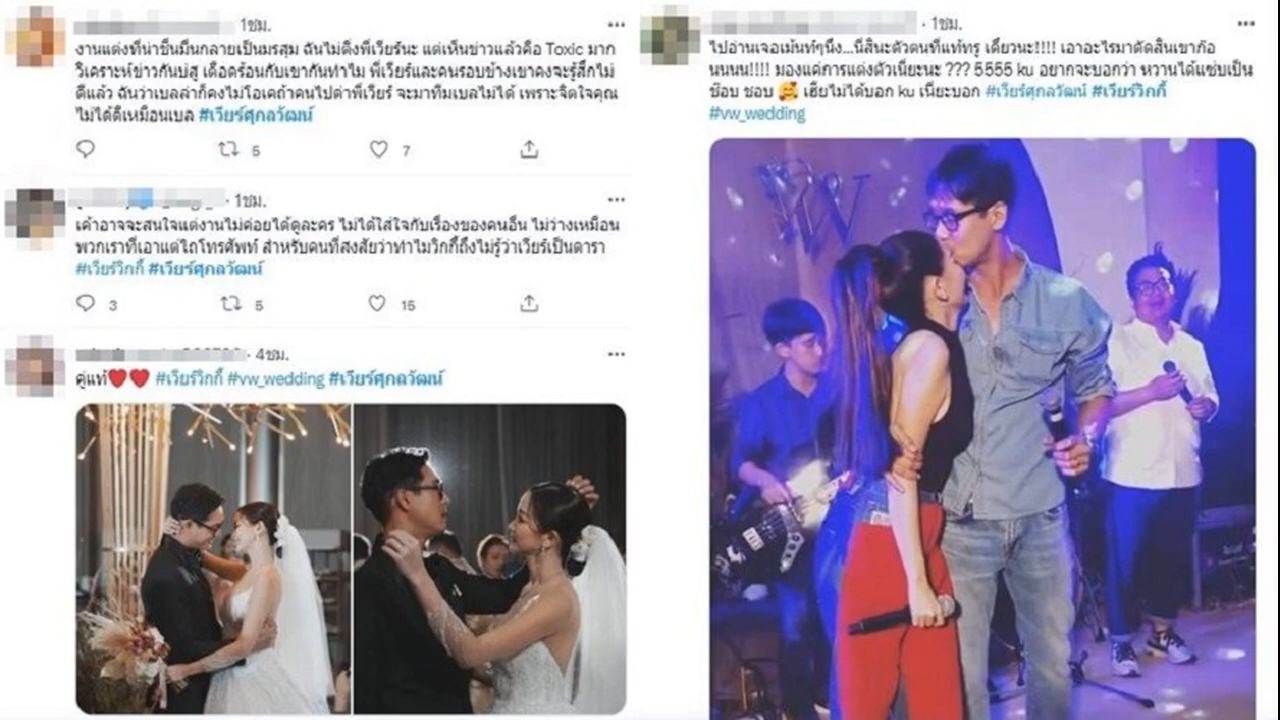 1ชม.
งานแต่งที่น่าชื่นมื่นกลายเป็นมรสุม ฉันไม่ติ่งพี่เวียร์นะ แต่เห็นข่าวแล้วคือ Toxic มาก
วิเคราะห์ข่าวกันบ่สู เดือดร้อนกับเขากันทำไม พี่เวียร์และคนรอบข้างเขาคงจะรู้สึกไม่
ดีแล้ว ฉันว่าเบลล่าก็คงไม่โอเคถ้าคนไปด่าพี่เวียร์ จะมาทีมเบลไม่ได้ เพราะจิตใจคุณ
ไม่ได้ดีเหมือนเบล #เวียร์ศุกลวัฒน์
5 7
1ชม.
เค้าอาจจะสนใจแต่งานไม่ค่อยได้ดูละคร ไม่ได้ใส่ใจกับเรื่องของคนอื่น ไม่ว่างเหมือน
พวกเราที่เอาแต่ไถโทรศัพท์ สำหรับคนที่สงสัยว่าทำไมวิกกี้ถึงไม่รู้ว่าเวียร์เป็นดารา
#เวียร์วิกกี้ #เวียร์ศุกลวัฒน์
3 5 15
4ชม.
คู่แท้❤️❤️ #เวียร์วิกกี้ #vw_wedding #เวียร์ศุกลวัฒน์
1ชม.
ไปอ่านเจอเม้นท์ๆนึง...นี่สินะตัวตนที่แท้ทรู เดี๋ยวนะ!!!! เอาอะไรมาตัดสินเขาก๊อ
นนนน!!!! มองแค่การแต่งตัวเนี่ยะนะ ??? 5555 ku อยากจะบอกว่า หวานได้แซ่บเป็น
ช๊อบ ชอบ 🥰 เฮียไม่ได้บอก ku เนี่ยะบอก #เวียร์ศุกลวัฒน์ #เวียร์วิกกี้
#vw_wedding
VW